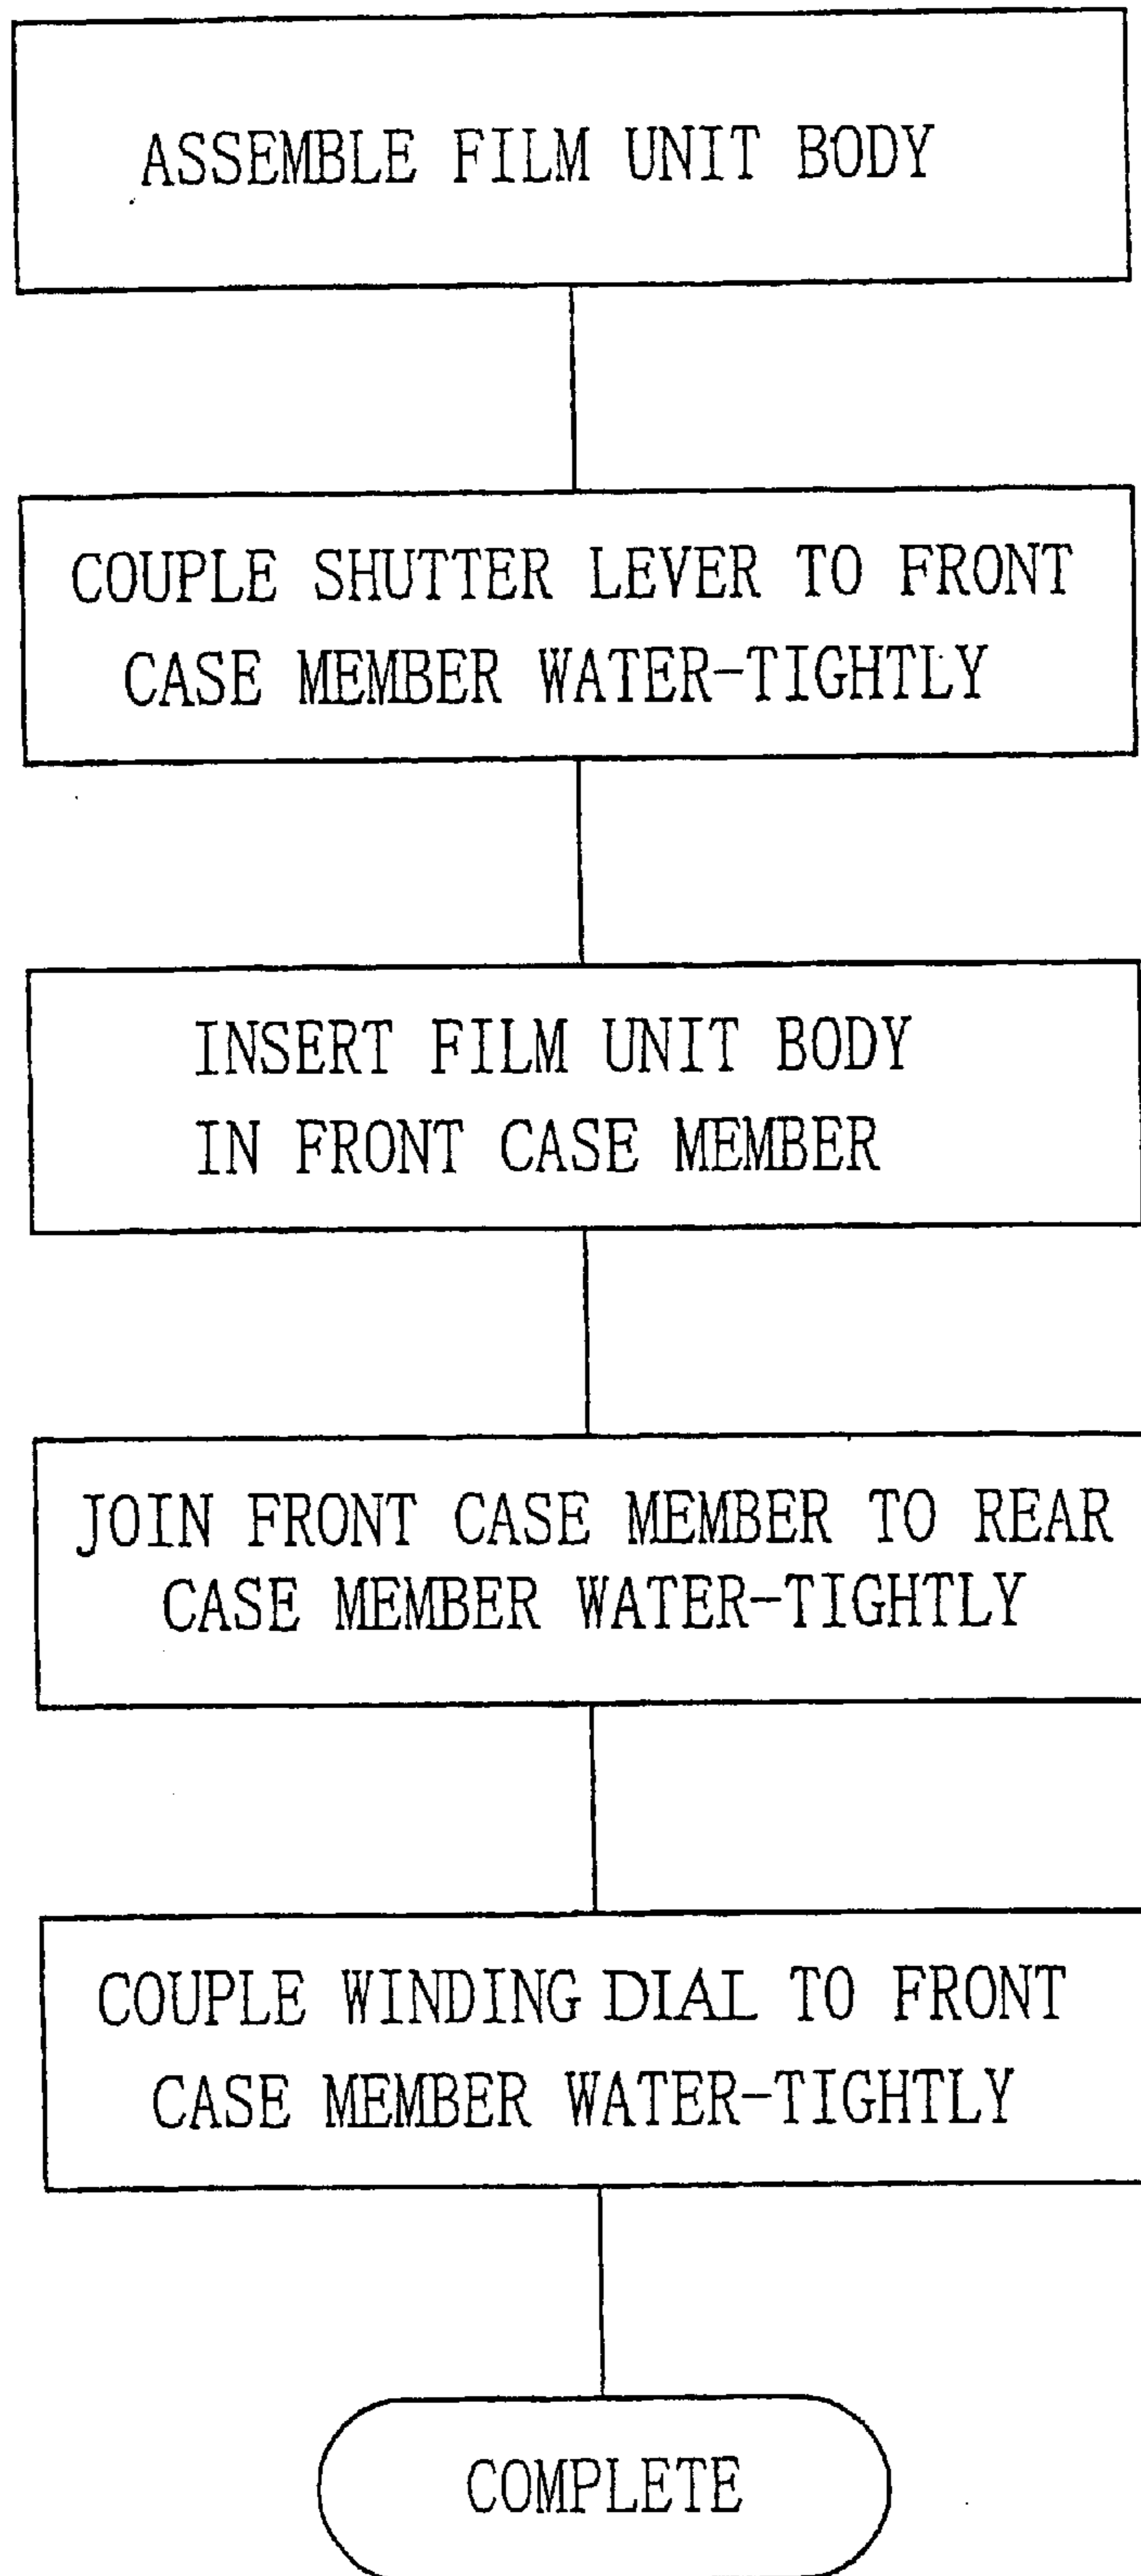 ASSEMBLE FILM UNIT BODY
COUPLE SHUTTER LEVER TO FRONT
CASE MEMBER WATER-TIGHTLY
INSERT FILM UNIT BODY
IN FRONT CASE MEMBER
JOIN FRONT CASE MEMBER TO REAR
CASE MEMBER WATER-TIGHTLY
COUPLE WINDING DIAL TO FRONT
CASE MEMBER WATER-TIGHTLY
COMPLETE